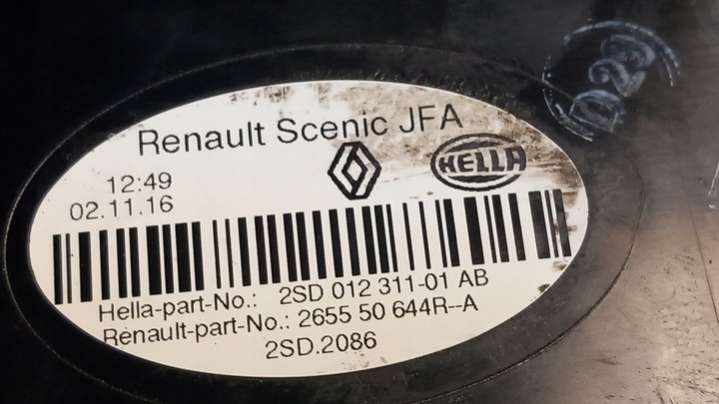 Renault Scenic JFA
12:49
02.11.16
HELLA
Hella-part-No.: 2SD 012 311-01 AB
Renault-part-No.: 2655 50 644R--A
2SD.2086